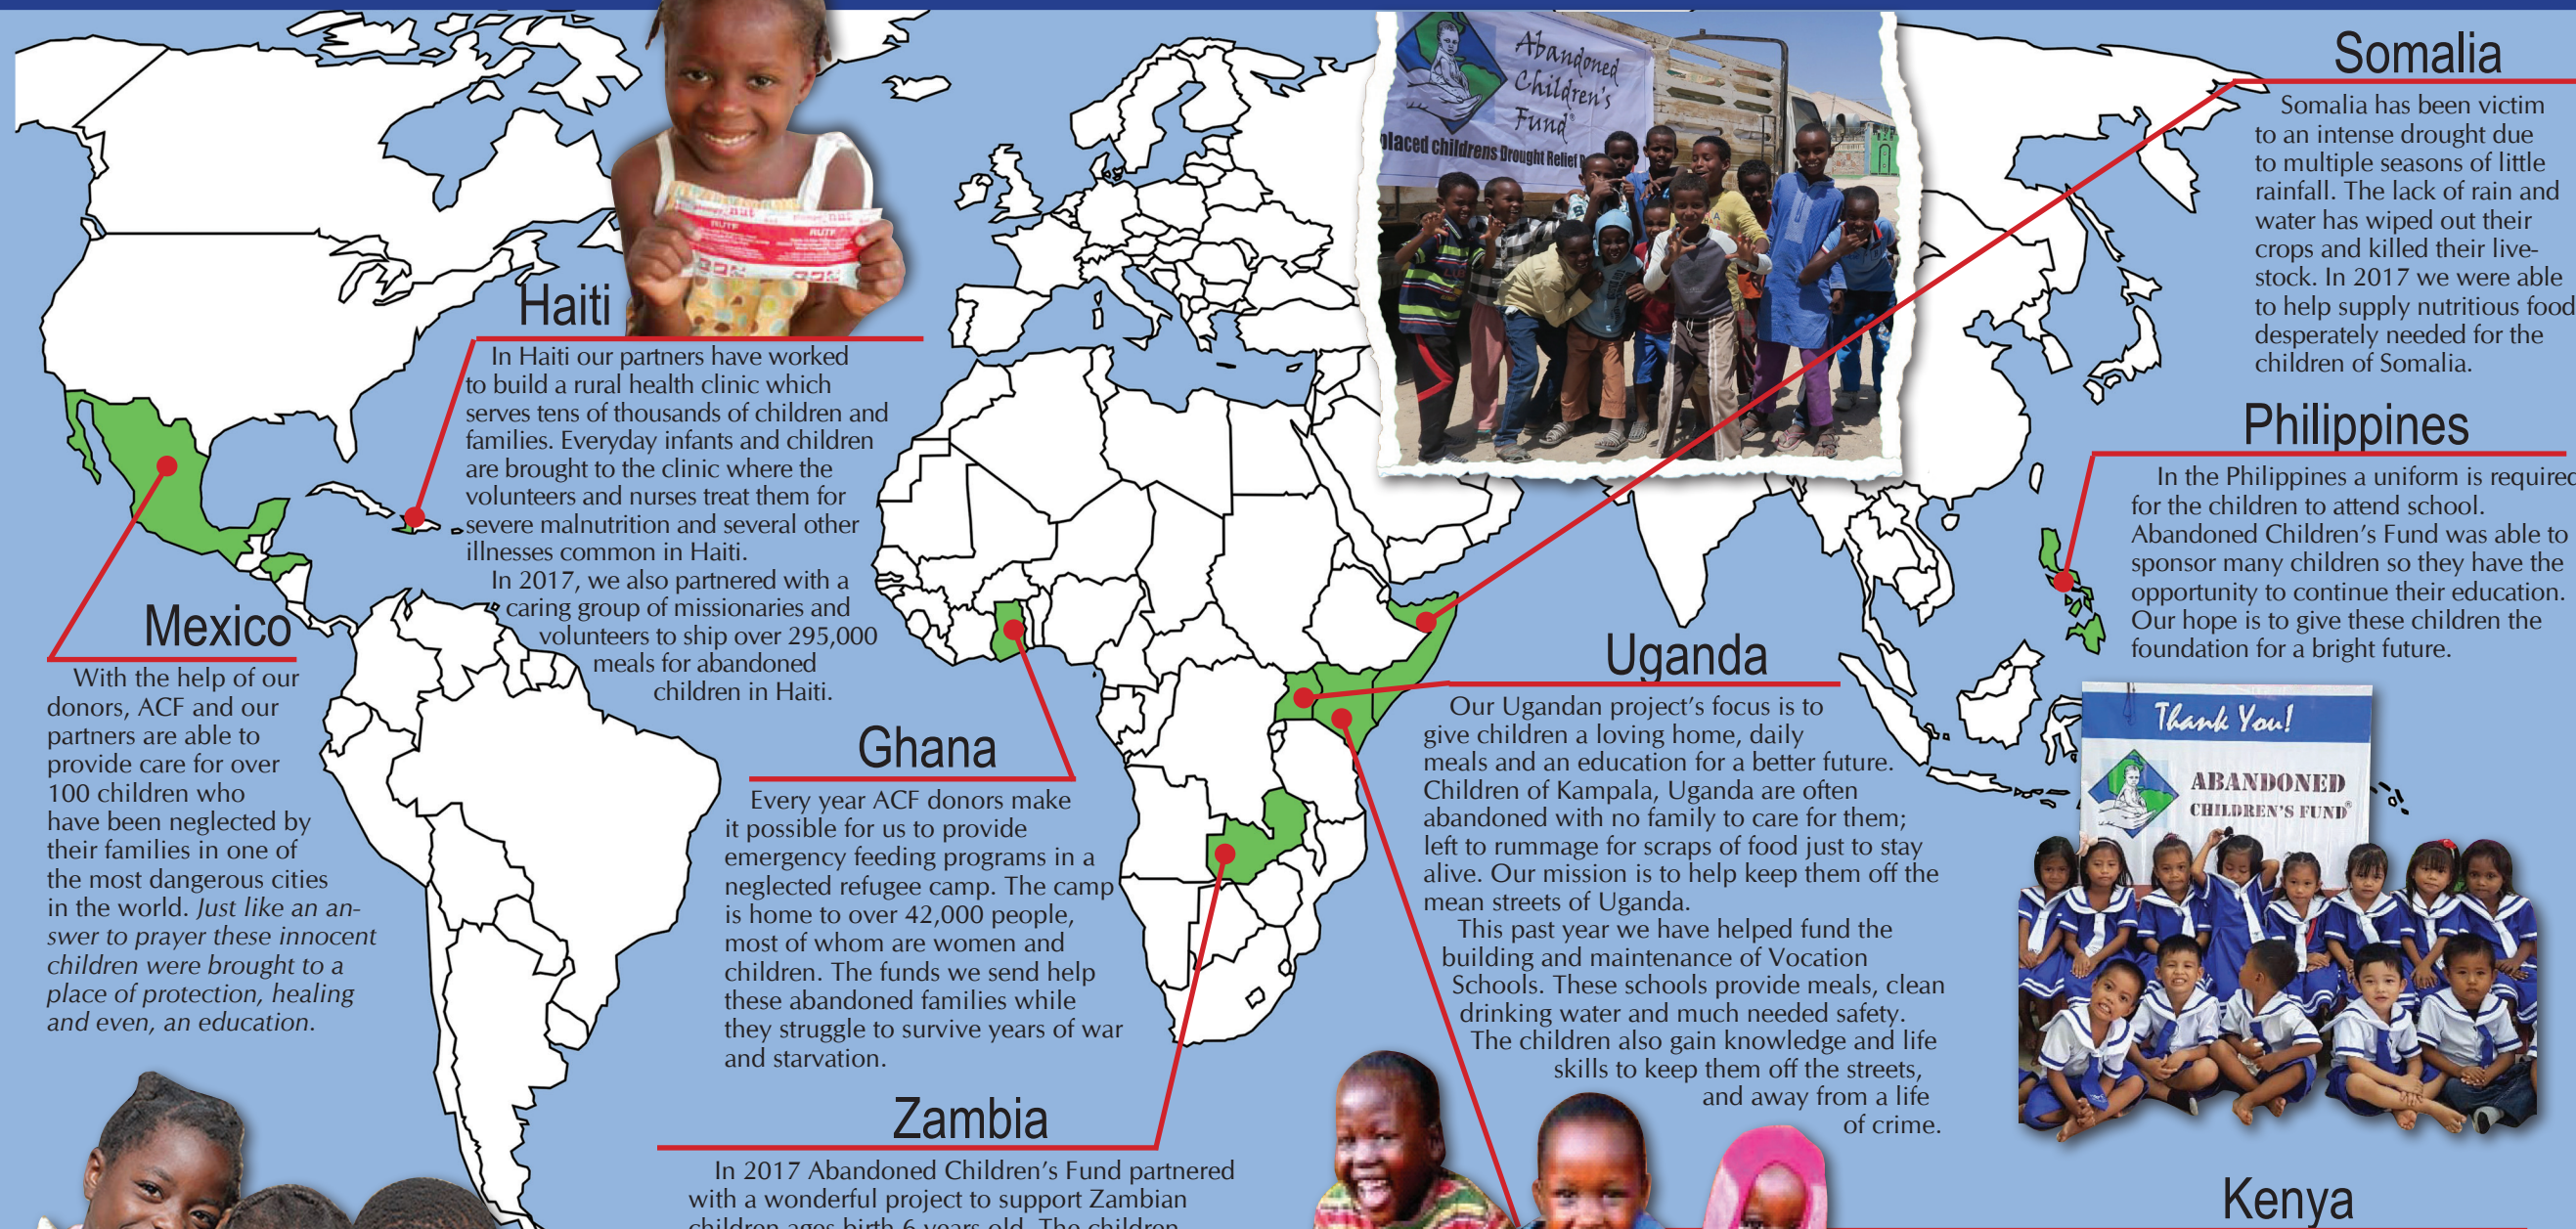 Abandoned
Children's
Fund®
placed childrens Drought Relief
Somalia
Somalia has been victim
to an intense drought due
to multiple seasons of little
rainfall. The lack of rain and
water has wiped out their
crops and killed their live-
stock. In 2017 we were able
to help supply nutritious food
desperately needed for the
children of Somalia.
Haiti
In Haiti our partners have worked
to build a rural health clinic which
serves tens of thousands of children and
families. Everyday infants and children
are brought to the clinic where the
volunteers and nurses treat them for
severe malnutrition and several other
illnesses common in Haiti.
In 2017, we also partnered with a
caring group of missionaries and
volunteers to ship over 295,000
meals for abandoned
children in Haiti.
Philippines
In the Philippines a uniform is required
for the children to attend school.
Abandoned Children's Fund was able to
sponsor many children so they have the
opportunity to continue their education.
Our hope is to give these children the
foundation for a bright future.
Mexico
With the help of our
donors, ACF and our
partners are able to
provide care for over
100 children who
have been neglected by
their families in one of
the most dangerous cities
in the world. Just like an an-
swer to prayer these innocent
children were brought to a
place of protection, healing
and even, an education.
Ghana
Every year ACF donors make
it possible for us to provide
emergency feeding programs in a
neglected refugee camp. The camp
is home to over 42,000 people,
most of whom are women and
children. The funds we send help
these abandoned families while
they struggle to survive years of war
and starvation.
Uganda
Our Ugandan project's focus is to
give children a loving home, daily
meals and an education for a better future.
Children of Kampala, Uganda are often
abandoned with no family to care for them;
left to rummage for scraps of food just to stay
alive. Our mission is to help keep them off the
mean streets of Uganda.
This past year we have helped fund the
building and maintenance of Vocation
Schools. These schools provide meals, clean
drinking water and much needed safety.
The children also gain knowledge and life
skills to keep them off the streets,
and away from a life
of crime.
Thank You!
ABANDONED
CHILDREN'S FUND®
Zambia
In 2017 Abandoned Children's Fund partnered
with a wonderful project to support Zambian
children ages birth 6 years old. The children
Kenya